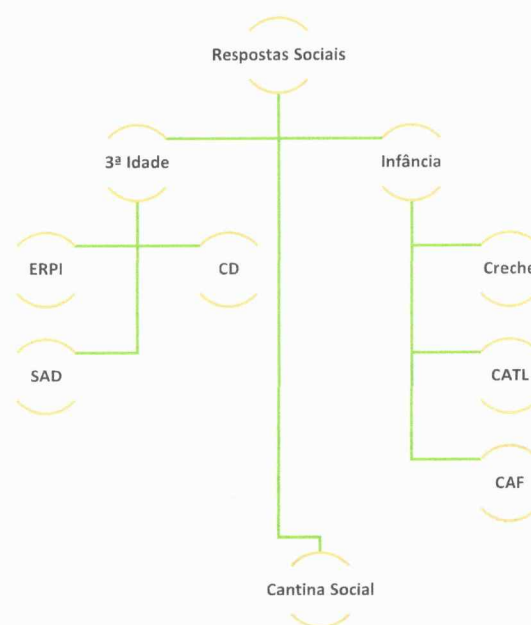 Respostas Sociais
3ª Idade
Infância
ERPI
CD
Creche
SAD
CATL
CAF
Cantina Social